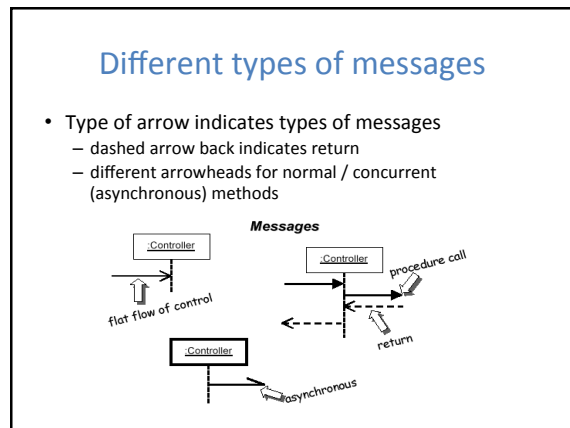 Different types of messages
• Type of arrow indicates types of messages
– dashed arrow back indicates return
– different arrowheads for normal / concurrent
(asynchronous) methods
Messages
:Controller
flat flow of control
:Controller
procedure call
return
:Controller
asynchronous